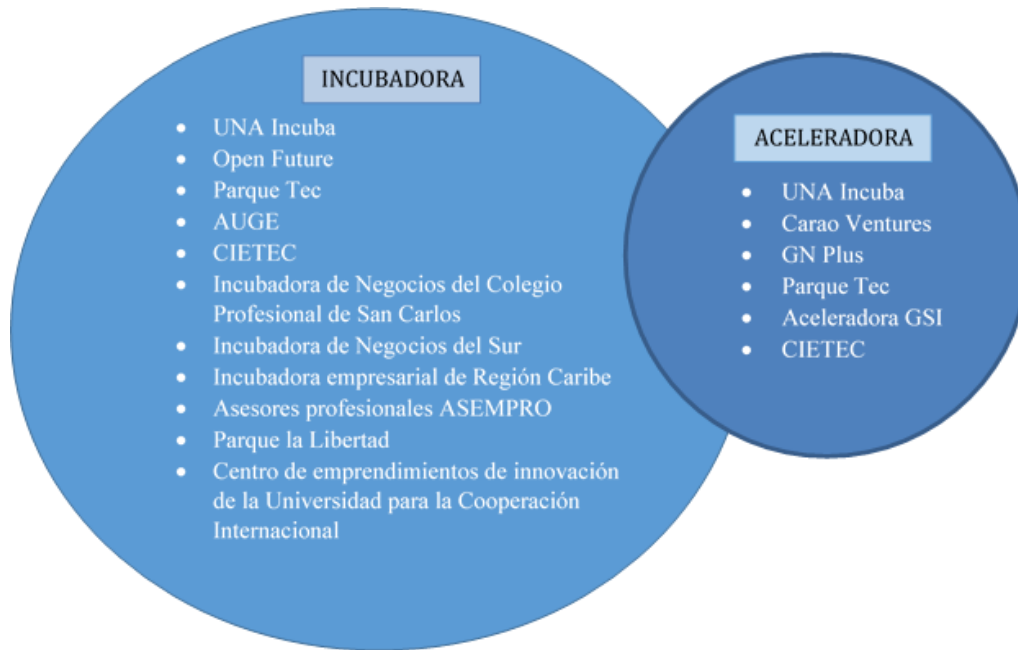 INCUBADORA
• UNA Incuba
• Open Future
• Parque Tec
• AUGE
• CIETEC
• Incubadora de Negocios del Colegio
Profesional de San Carlos
• Incubadora de Negocios del Sur
• Incubadora empresarial de Región Caribe
• Asesores profesionales ASEMPRO
• Parque la Libertad
• Centro de emprendimientos de innovación
de la Universidad para la Cooperación
Internacional
ACELERADORA
• UNA Incuba
• Carao Ventures
• GN Plus
• Parque Tec
• Aceleradora GSI
• CIETEC